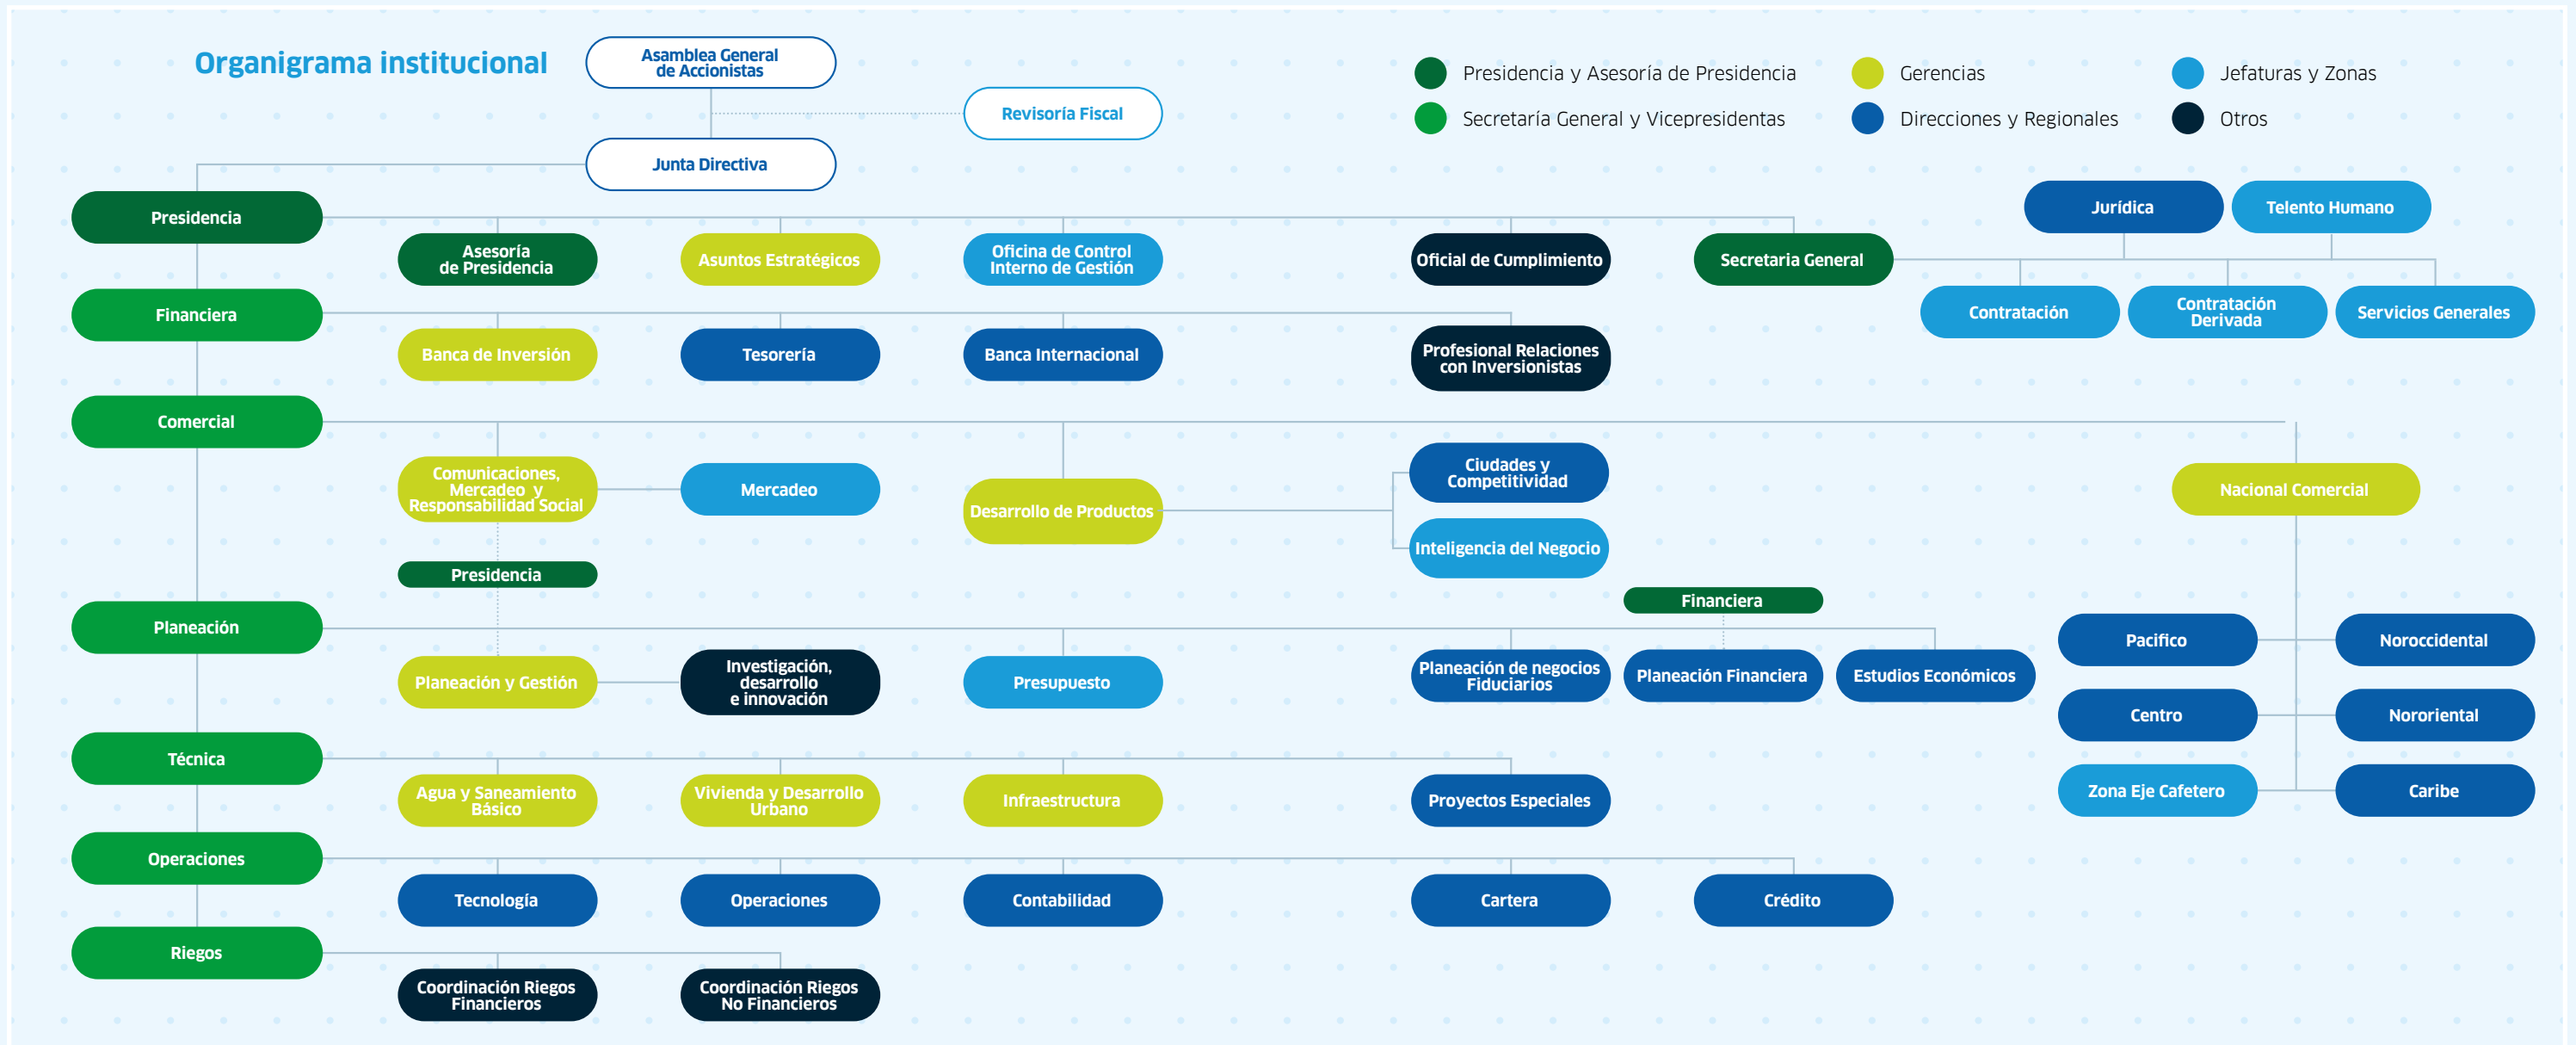 Organigrama institucional
Asamblea General
de Accionistas
Revisoría Fiscal
Junta Directiva
Presidencia y Asesoría de Presidencia
Gerencias
Jefaturas y Zonas
Secretaría General y Vicepresidentas
Direcciones y Regionales
Otros
Presidencia
Asesoría
de Presidencia
Asuntos Estratégicos
Oficina de Control
Interno de Gestión
Oficial de Cumplimiento
Secretaria General
Jurídica
Telento Humano
Contratación
Contratación
Derivada
Servicios Generales
Financiera
Banca de Inversión
Tesorería
Banca Internacional
Profesional Relaciones
con Inversionistas
Comercial
Comunicaciones,
Mercadeo y
Responsabilidad Social
Mercadeo
Desarrollo de Productos
Ciudades y
Competitividad
Inteligencia del Negocio
Nacional Comercial
Presidencia
Financiera
Planeación
Planeación y Gestión
Investigación,
desarrollo
e innovación
Presupuesto
Planeación de negocios
Fiduciarios
Planeación Financiera
Estudios Económicos
Pacifico
Noroccidental
Centro
Nororiental
Zona Eje Cafetero
Caribe
Técnica
Agua y Saneamiento
Básico
Vivienda y Desarrollo
Urbano
Infraestructura
Proyectos Especiales
Operaciones
Tecnología
Operaciones
Contabilidad
Cartera
Crédito
Riegos
Coordinación Riegos
Financieros
Coordinación Riegos
No Financieros